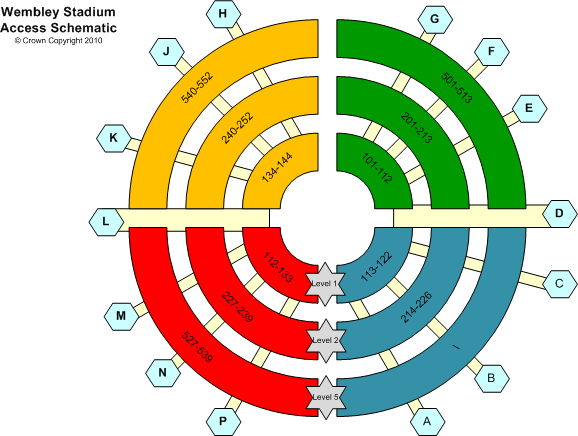 Wembley Stadium
Access Schematic
© Crown Copyright 2010
H
G
J
F
540-552
501-513
K
240-252
201-213
E
134-144
101-112
L
D
112-133
113-122
Level 1
C
227-239
214-226
M
527-539
Level 2
\
N
B
Level 5
P
A